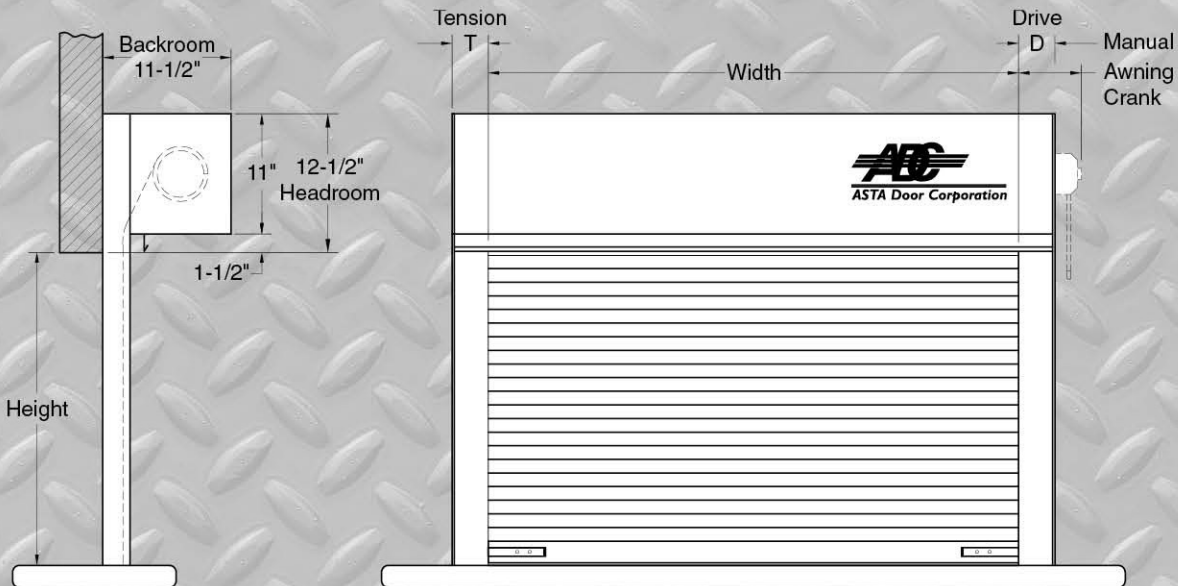 Tension
T
Drive
D
Manual
Awning
Crank
Width
Backroom
11-1/2"
11"
12-1/2"
Headroom
1-1/2"
Height
ADC
ASTA Door Corporation